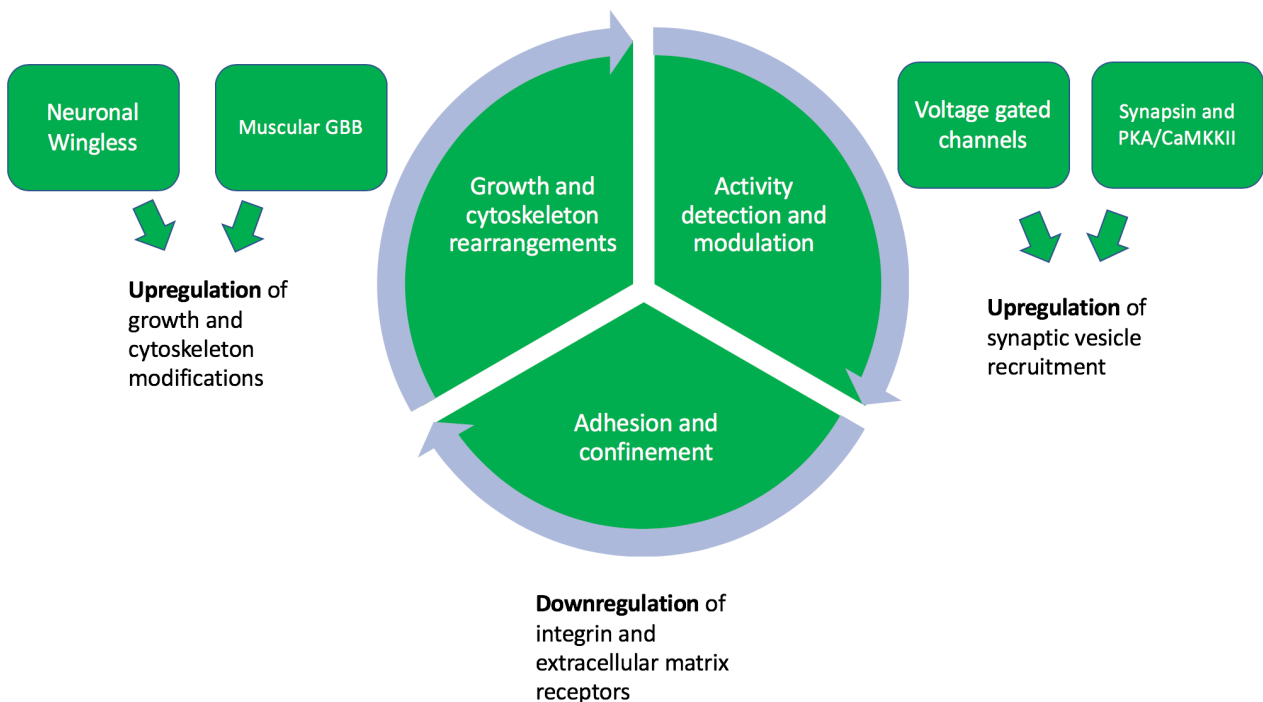 Neuronal
Wingless
Muscular GBB
Upregulation of
growth and
cytoskeleton
modifications
Growth and
cytoskeleton
rearrangements
Activity
detection and
modulation
Adhesion and
confinement
Voltage gated
channels
Synapsin and
PKA/CaMKKII
Upregulation of
synaptic vesicle
recruitment
Downregulation of
integrin and
extracellular matrix
receptors